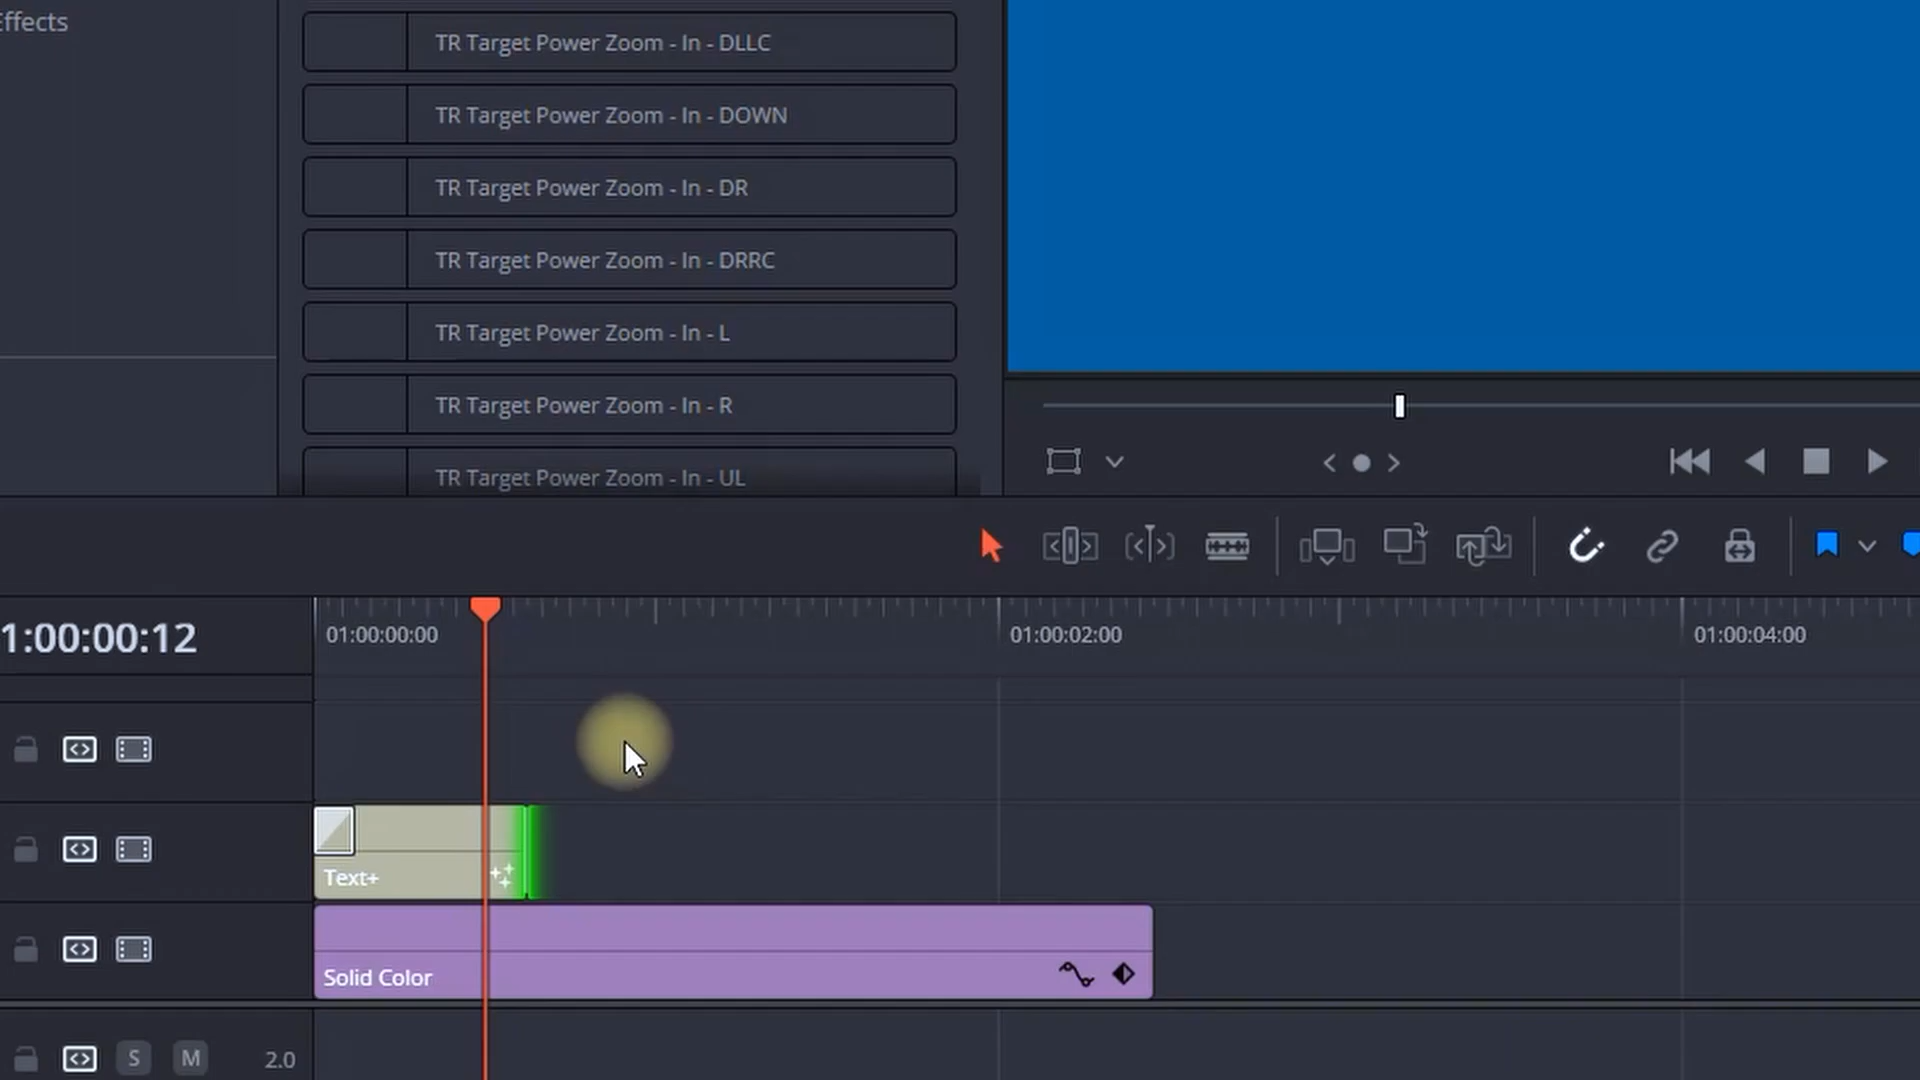 Effects
TR Target Power Zoom - In - DLLC
TR Target Power Zoom - In - DOWN
TR Target Power Zoom - In - DR
TR Target Power Zoom - In - DRRC
TR Target Power Zoom - In - L
TR Target Power Zoom - In - R
TR Target Power Zoom - In - UL
1:00:00:12
01:00:00:00
01:00:02:00
01:00:04:00
Text+
Solid Color
S M 2.0